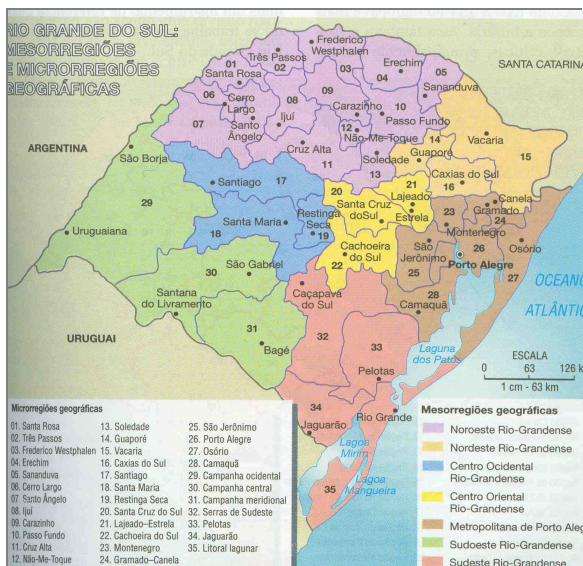 RIO GRANDE DO SUL:
MESORREGIÕES
E MICRORREGIÕES
GEOGRÁFICAS
SANTA CATARINA
ARGENTINA
URUGUAI
OCEANO
ATLÂNTICO
Frederico
Westphalen
Três Passos
02
01
Santa Rosa
03
Erechim
04
05
Sananduva
06
Cerro
Largo
07
Santo
Ângelo
08
Ijuí
09
Carazinho
10
Passo Fundo
12
Não-Me-Toque
Cruz Alta
11
13
Soledade
14
Guaporé
Vacaria
15
16
Caxias do Sul
São Borja
Santiago
17
29
Uruguaiana
Santa Maria
18
Restinga
Seca
19
20
Santa Cruz
do Sul
21
Lajeado
Estrela
Cachoeira
do Sul
22
23
Montenegro
Canela
Gramado
24
São
Jerônimo
25
26
Porto Alegre
Osório
27
28
Camaquã
30
São Gabriel
Santana
do Livramento
31
Bagé
Caçapava
do Sul
32
33
Pelotas
34
Jaguarão
Rio Grande
35
Laguna
dos Patos
Lagoa
Mirim
Lagoa
Mangueira
ESCALA
0 63 126 k
1 cm - 63 km
Microrregiões geográficas
01. Santa Rosa
02. Três Passos
03. Frederico Westphalen
04. Erechim
05. Sananduva
06. Cerro Largo
07. Santo Ângelo
08. Ijuí
09. Carazinho
10. Passo Fundo
11. Cruz Alta
12. Não-Me-Toque
13. Soledade
14. Guaporé
15. Vacaria
16. Caxias do Sul
17. Santiago
18. Santa Maria
19. Restinga Seca
20. Santa Cruz do Sul
21. Lajeado–Estrela
22. Cachoeira do Sul
23. Montenegro
24. Gramado–Canela
25. São Jerônimo
26. Porto Alegre
27. Osório
28. Camaquã
29. Campanha ocidental
30. Campanha central
31. Campanha meridional
32. Serras de Sudeste
33. Pelotas
34. Jaguarão
35. Litoral lagunar
Mesorregiões geográficas
Noroeste Rio-Grandense
Nordeste Rio-Grandense
Centro Ocidental
Rio-Grandense
Centro Oriental
Rio-Grandense
Metropolitana de Porto Aleg
Sudoeste Rio-Grandense
Sudeste Rio-Grandense